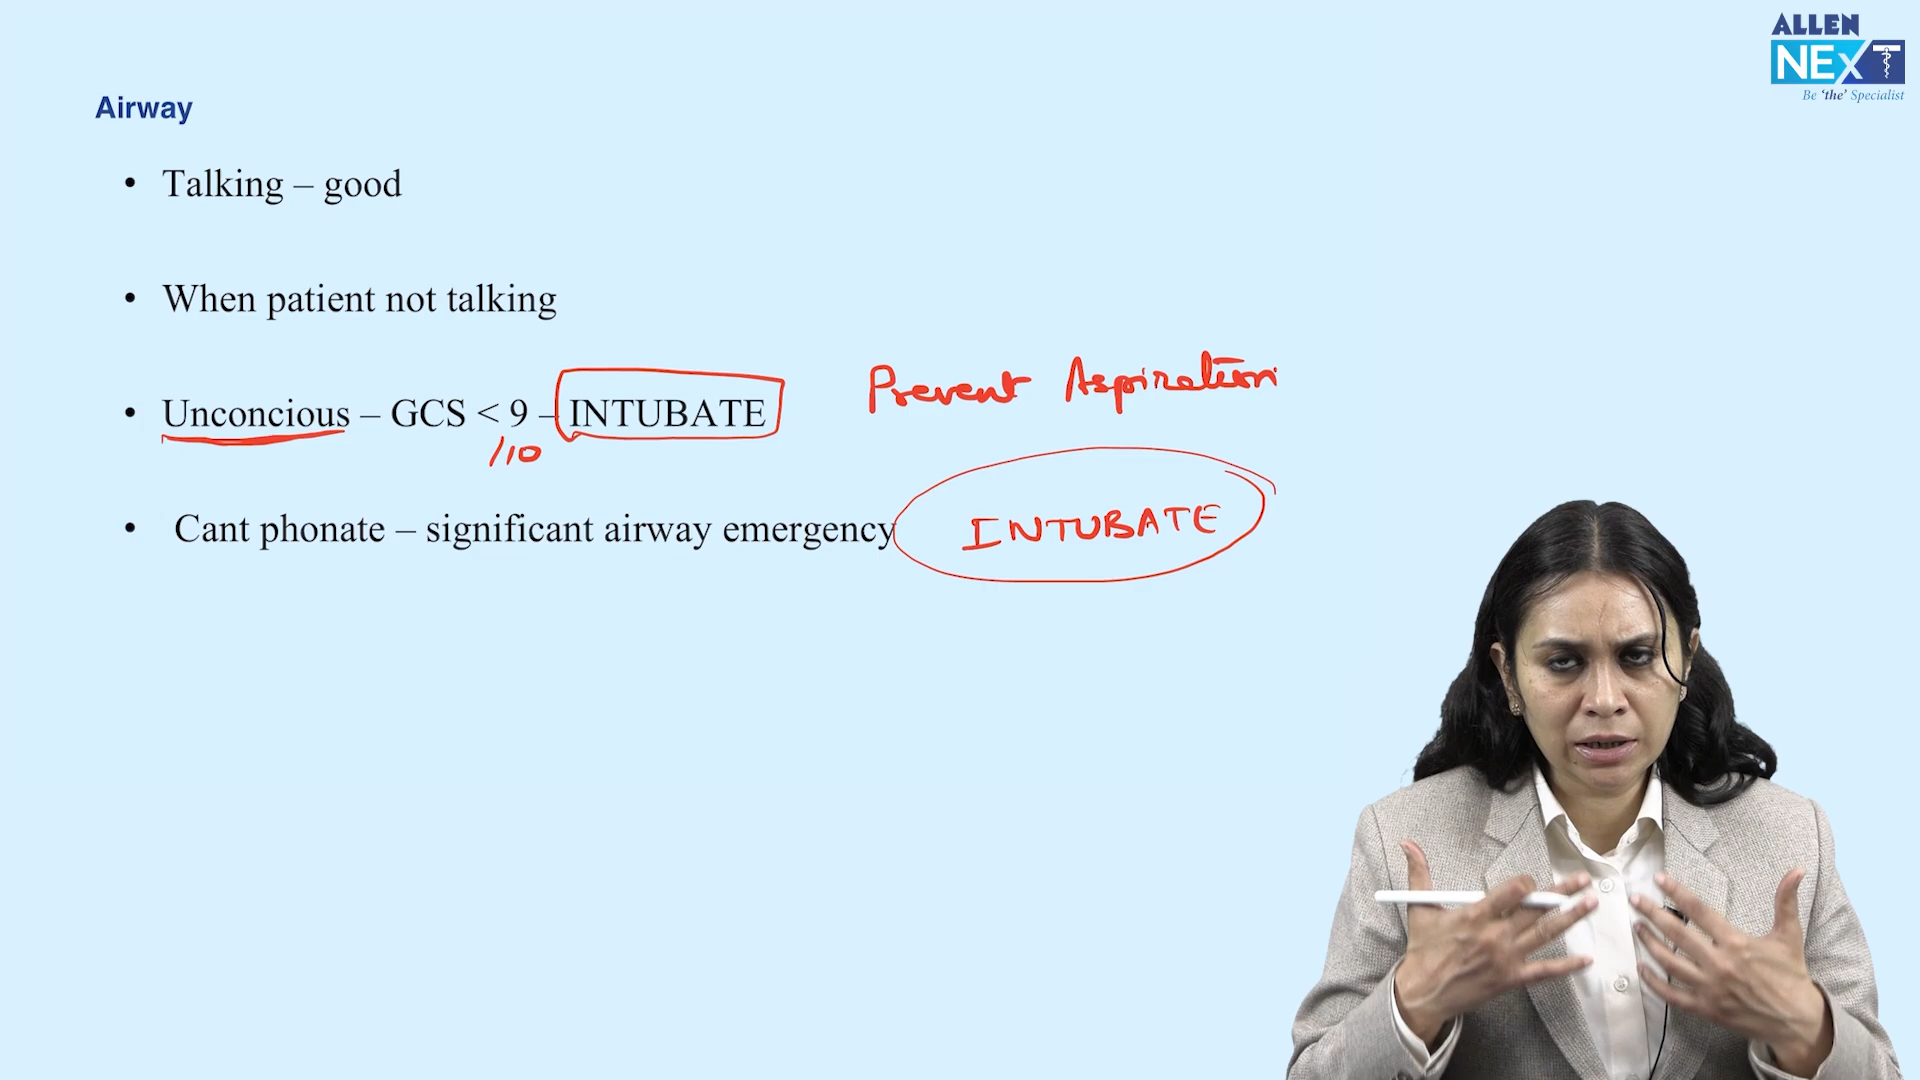 ALLEN
NEXT
Be 'the' Specialist
Airway
• Talking – good
• When patient not talking
Prevent Aspiration
• Unconcious – GCS < 9 – INTUBATE
/10
• Cant phonate – significant airway emergency INTUBATE